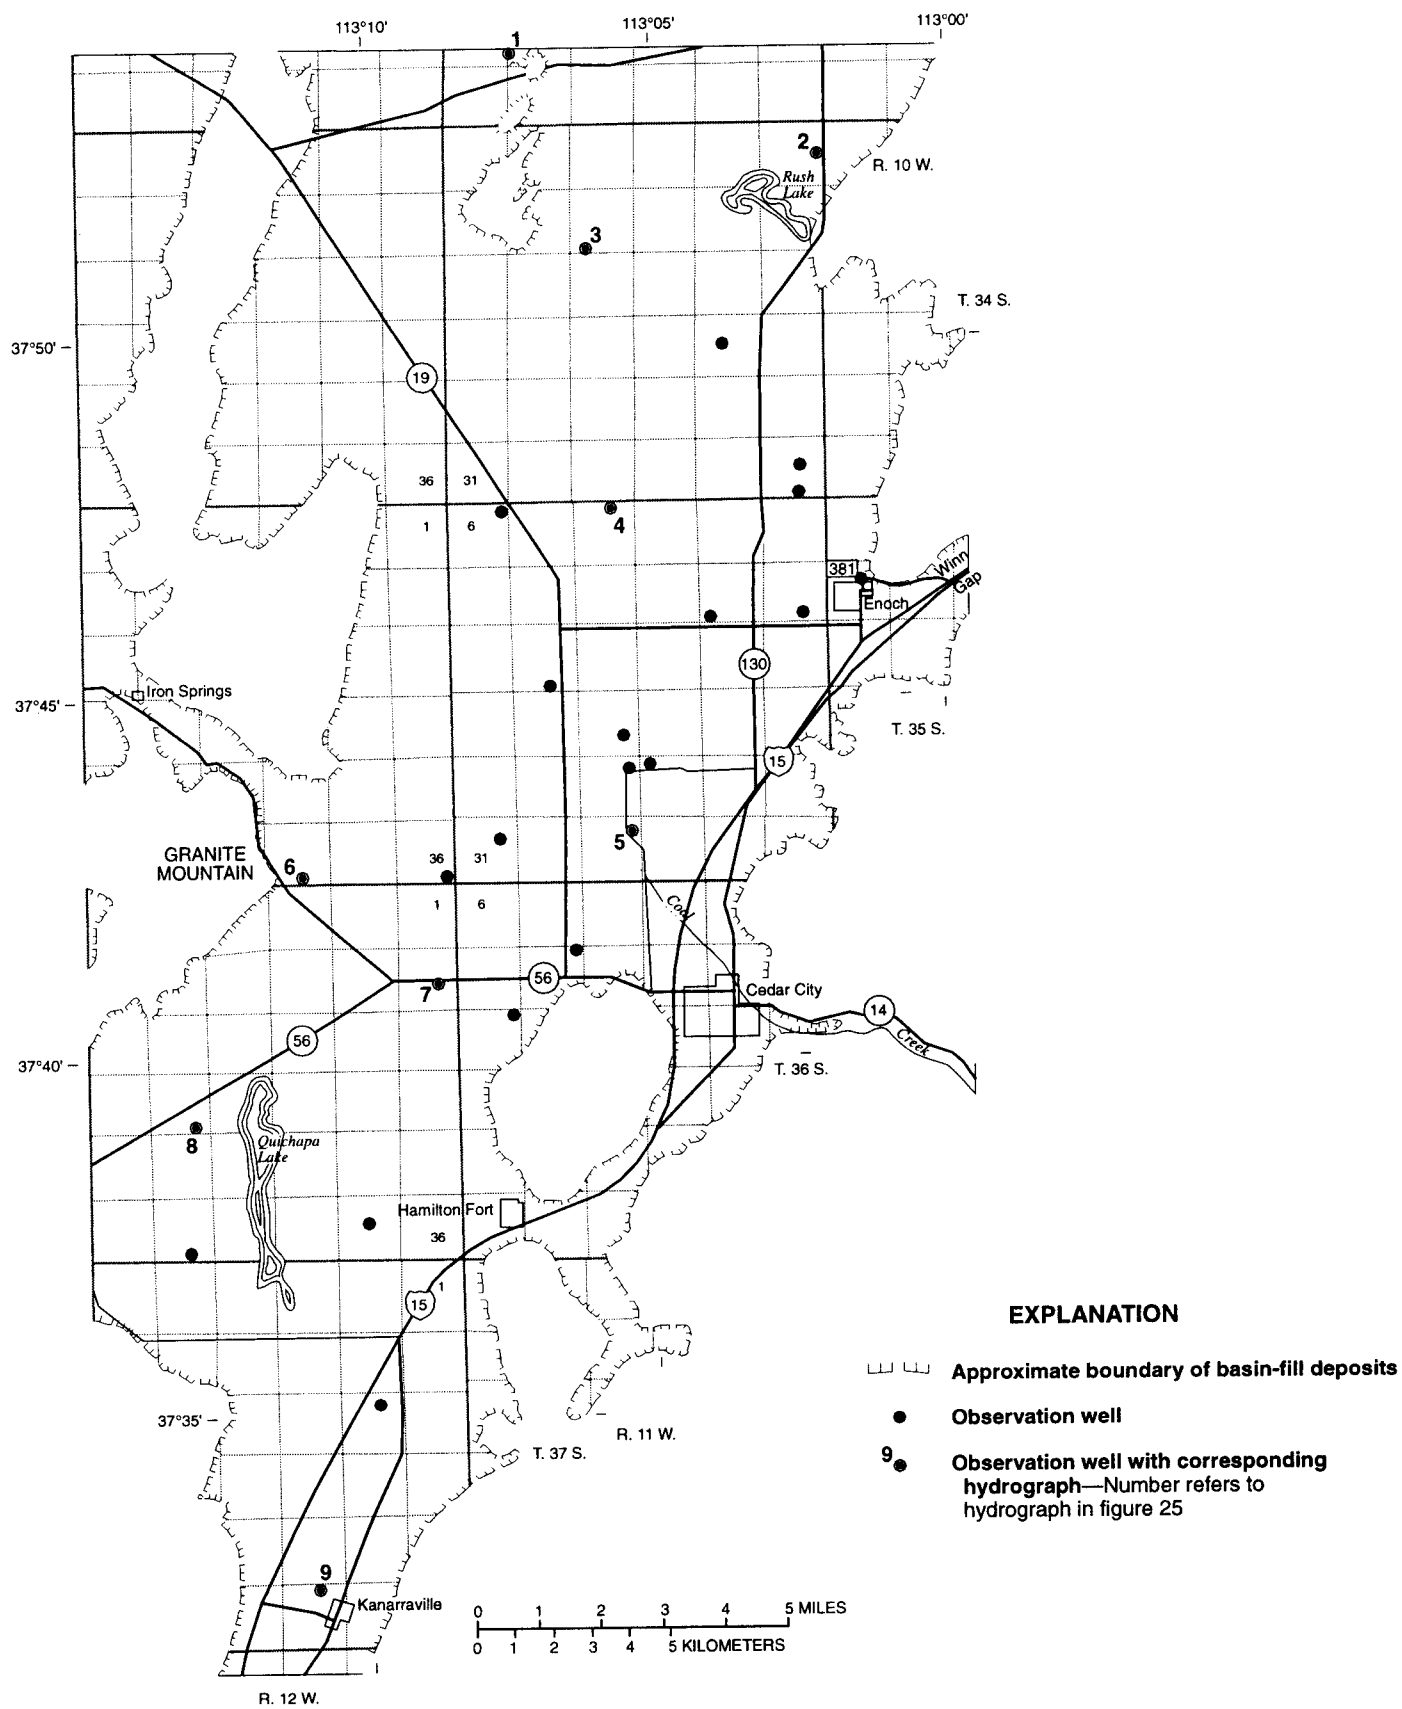 113°10'
113°05'
113°00'
1
2
R. 10 W.
Rush
Lake
3
T. 34 S.
37°50'
19
36 31
4
1 6
Winn
Gap
381
Enoch
130
Iron Springs
37°45'
T. 35 S.
15
5
GRANITE
MOUNTAIN
6
36 31
1 6
Coal
56
7
Cedar City
14
56
Creek
37°40'
T. 36 S.
8
Quichapa
Lake
Hamilton Fort
36
1
15
EXPLANATION
Approximate boundary of basin-fill deposits
37°35'
Observation well
R. 11 W.
T. 37 S.
9
Observation well with corresponding
hydrograph—Number refers to
hydrograph in figure 25
9
Kanarraville
0 1 2 3 4 5 MILES
0 1 2 3 4 5 KILOMETERS
R. 12 W.